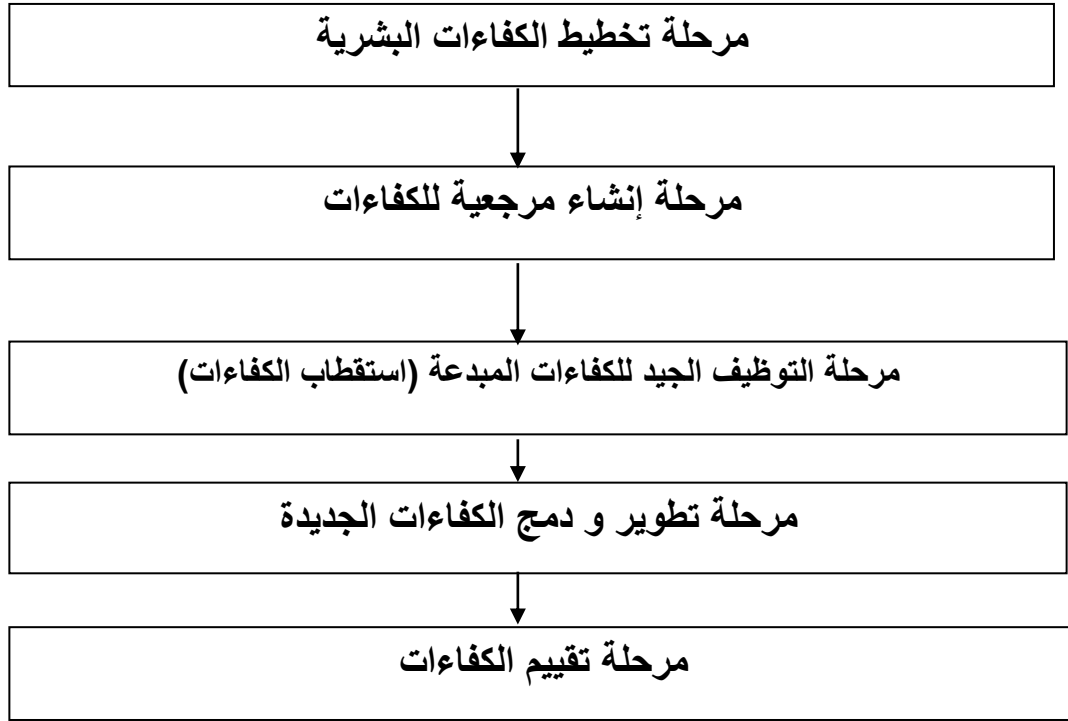 مرحلة تخطيط الكفاءات البشرية
مرحلة إنشاء مرجعية للكفاءات
مرحلة التوظيف الجيد للكفاءات المبدعة (استقطاب الكفاءات)
مرحلة تطوير و دمج الكفاءات الجديدة
مرحلة تقييم الكفاءات